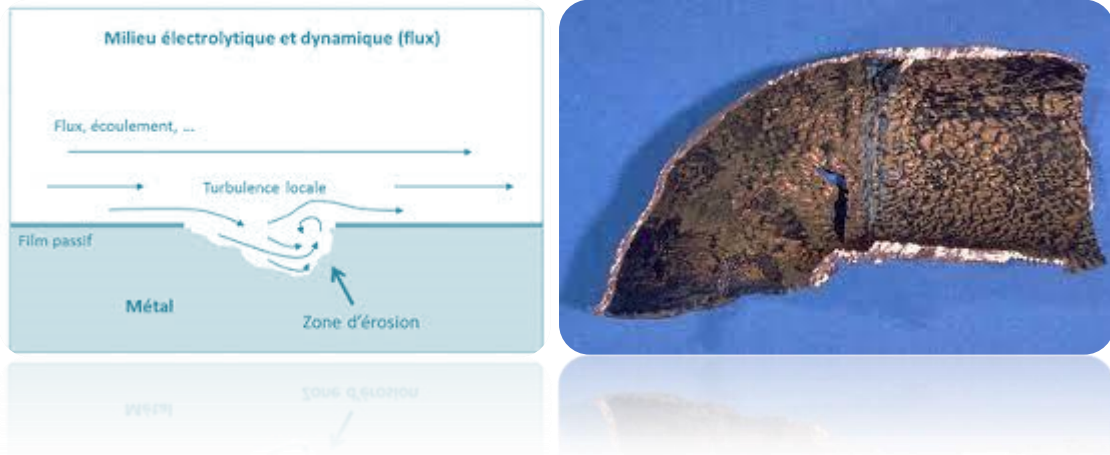 Milieu électrolytique et dynamique (flux)
Flux, écoulement, ...
Turbulence locale
Film passif
Métal
Zone d'érosion